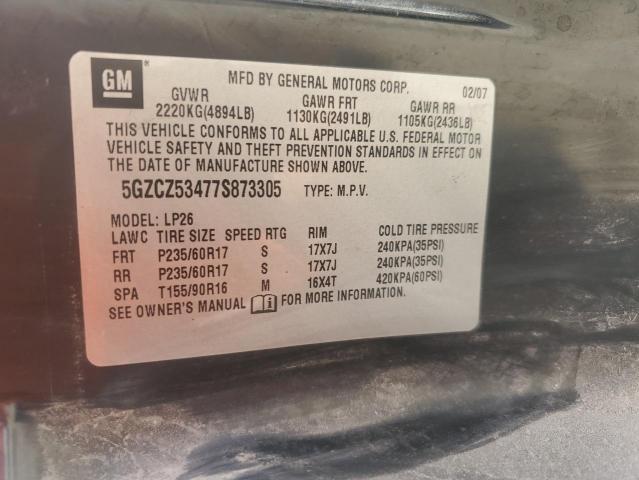 GM ®
MFD BY GENERAL MOTORS CORP. 02/07
GVWR GAWR FRT GAWR RR
2220KG(4894LB) 1130KG(2491LB) 1105KG(2436LB)
THIS VEHICLE CONFORMS TO ALL APPLICABLE U.S. FEDERAL MOTOR
VEHICLE SAFETY AND THEFT PREVENTION STANDARDS IN EFFECT ON
THE DATE OF MANUFACTURE SHOWN ABOVE.
5GZCZ53477S873305 TYPE: M.P.V.
MODEL: LP26
LAWC TIRE SIZE SPEED RTG RIM COLD TIRE PRESSURE
FRT P235/60R17 S 17X7J 240KPA(35PSI)
RR P235/60R17 S 17X7J 240KPA(35PSI)
SPA T155/90R16 M 16X4T 420KPA(60PSI)
SEE OWNER'S MANUAL FOR MORE INFORMATION.